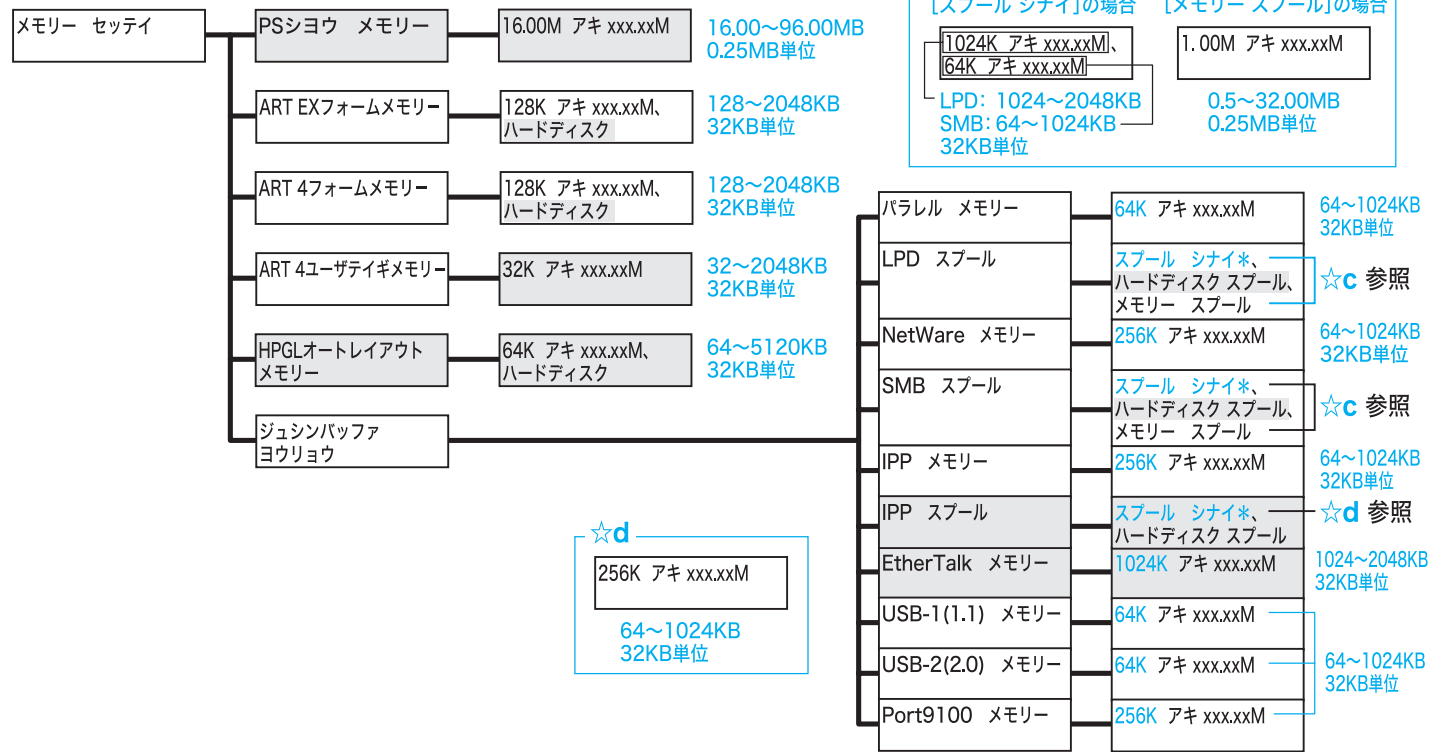 メモリー セッテイ
PSシヨウ メモリー
16.00M アキ xxx.xxM
16.00～96.00MB
0.25MB単位
ART EXフォームメモリー
128K アキ xxx.xxM、
ハードディスク
128～2048KB
32KB単位
ART 4フォームメモリー
128K アキ xxx.xxM、
ハードディスク
128～2048KB
32KB単位
ART 4ユーザテイギメモリー
32K アキ xxx.xxM
32～2048KB
32KB単位
HPGLオートレイアウト
メモリー
64K アキ xxx.xxM、
ハードディスク
64～5120KB
32KB単位
ジュシンバッファ
ヨウリョウ
[スプール シナイ]の場合
1024K アキ xxx.xxM、
64K アキ xxx.xxM
LPD: 1024～2048KB
SMB: 64～1024KB
32KB単位
[メモリー スプール]の場合
1.00M アキ xxx.xxM
0.5～32.00MB
0.25MB単位
パラレル メモリー
64K アキ xxx.xxM
64～1024KB
32KB単位
LPD スプール
スプール シナイ＊、
ハードディスク スプール、
メモリー スプール
☆c 参照
NetWare メモリー
256K アキ xxx.xxM
64～1024KB
32KB単位
SMB スプール
スプール シナイ＊、
ハードディスク スプール、
メモリー スプール
☆c 参照
IPP メモリー
256K アキ xxx.xxM
64～1024KB
32KB単位
IPP スプール
スプール シナイ＊、
ハードディスク スプール
☆d 参照
EtherTalk メモリー
1024K アキ xxx.xxM
1024～2048KB
32KB単位
USB-1(1.1) メモリー
64K アキ xxx.xxM
USB-2(2.0) メモリー
64K アキ xxx.xxM
64～1024KB
32KB単位
Port9100 メモリー
256K アキ xxx.xxM
☆d
256K アキ xxx.xxM
64～1024KB
32KB単位